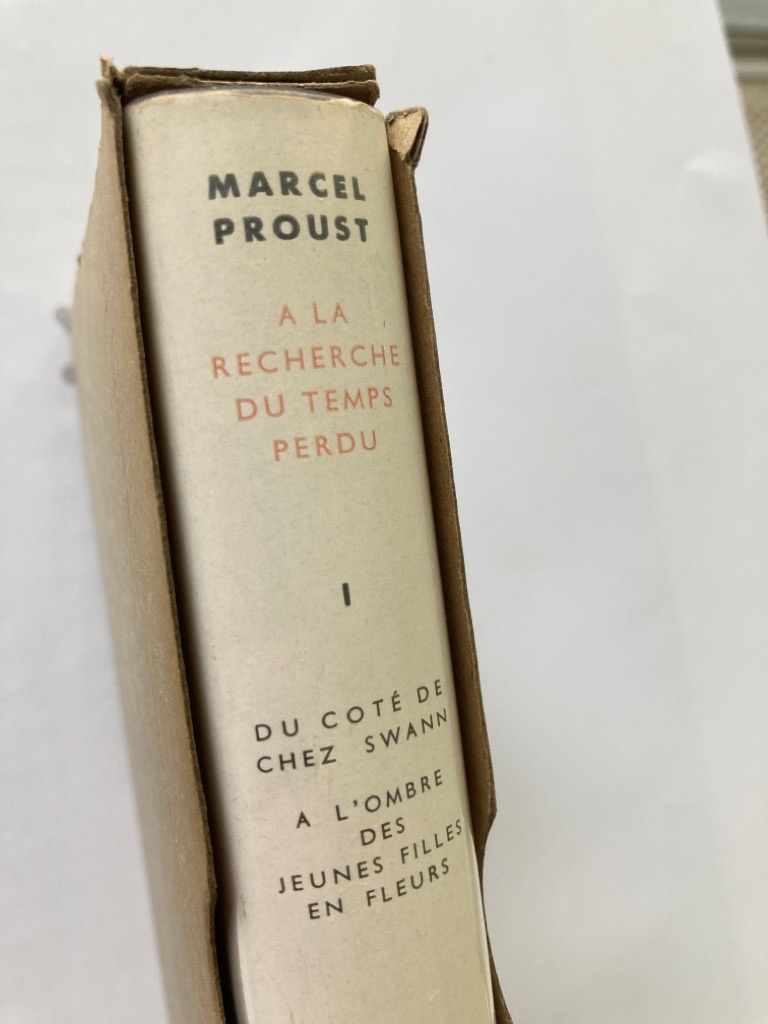 MARCEL
PROUST
A LA
RECHERCHE
DU TEMPS
PERDU
I
DU COTÉ DE
CHEZ SWANN
A L'OMBRE
DES
JEUNES FILLES
EN FLEURS